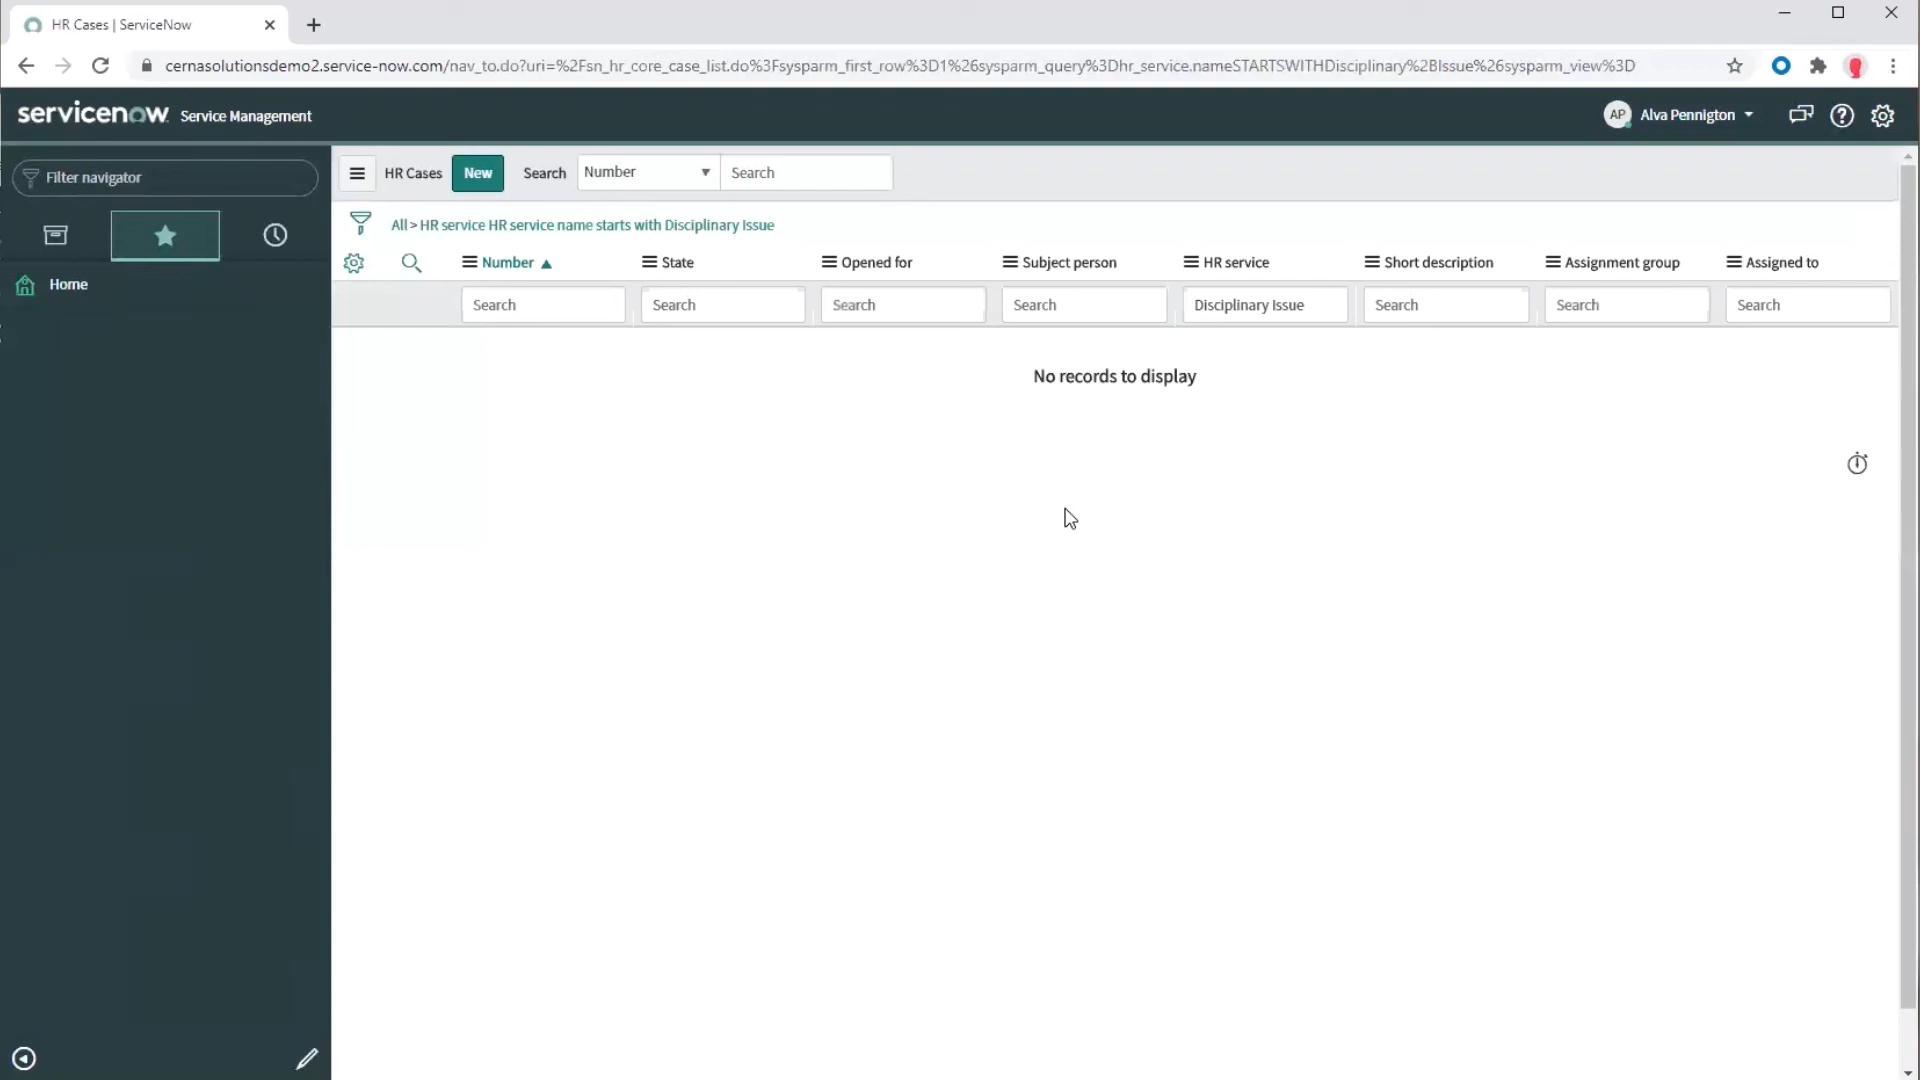 HR Cases | ServiceNow
cernasolutionsdemo2.service-now.com/nav_to.do?uri=%2Fsn_hr_core_case_list.do%3Fsysparm_first_row%3D1%26sysparm_query%3Dhr_service.nameSTARTSWITHDisciplinary%2BIssue%26sysparm_view%3D
servicenow Service Management
AP Alva Pennigton
Filter navigator
Home
HR Cases New Search Number Search
All > HR service HR service name starts with Disciplinary Issue
Number State Opened for Subject person HR service Short description Assignment group Assigned to
Search Search Search Search Disciplinary Issue Search Search Search
No records to display